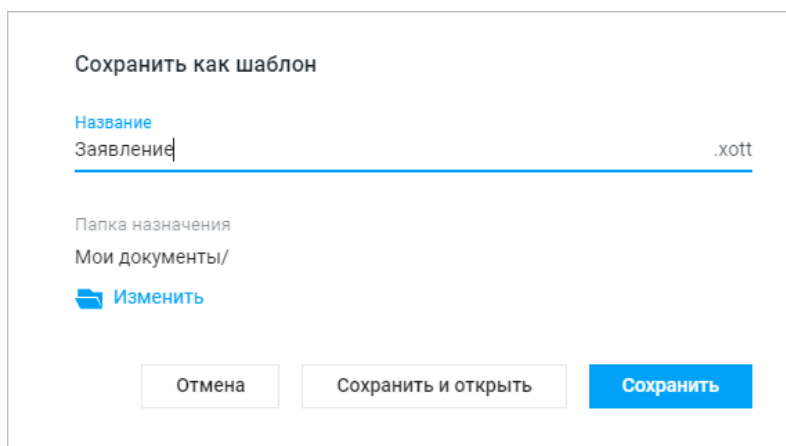 Сохранить как шаблон
Название
Заявление .xott
Папка назначения
Мои документы/
Изменить
Отмена Сохранить и открыть Сохранить